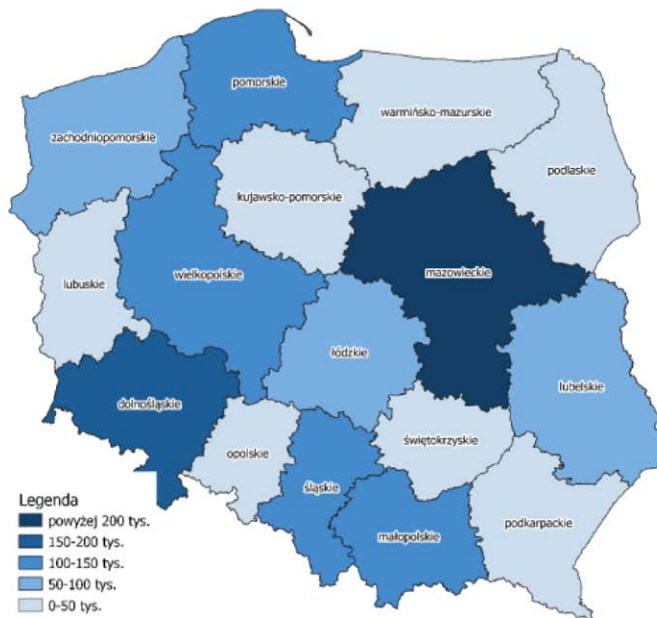 pomorskie
warmińsko-mazurskie
zachodniopomorskie
podlaskie
kujawsko-pomorskie
mazowieckie
wielkopolskie
lubuskie
łódzkie
lubelskie
dolnośląskie
świętokrzyskie
opolskie
śląskie
podkarpackie
małopolskie
Legenda
powyżej 200 tys.
150-200 tys.
100-150 tys.
50-100 tys.
0-50 tys.